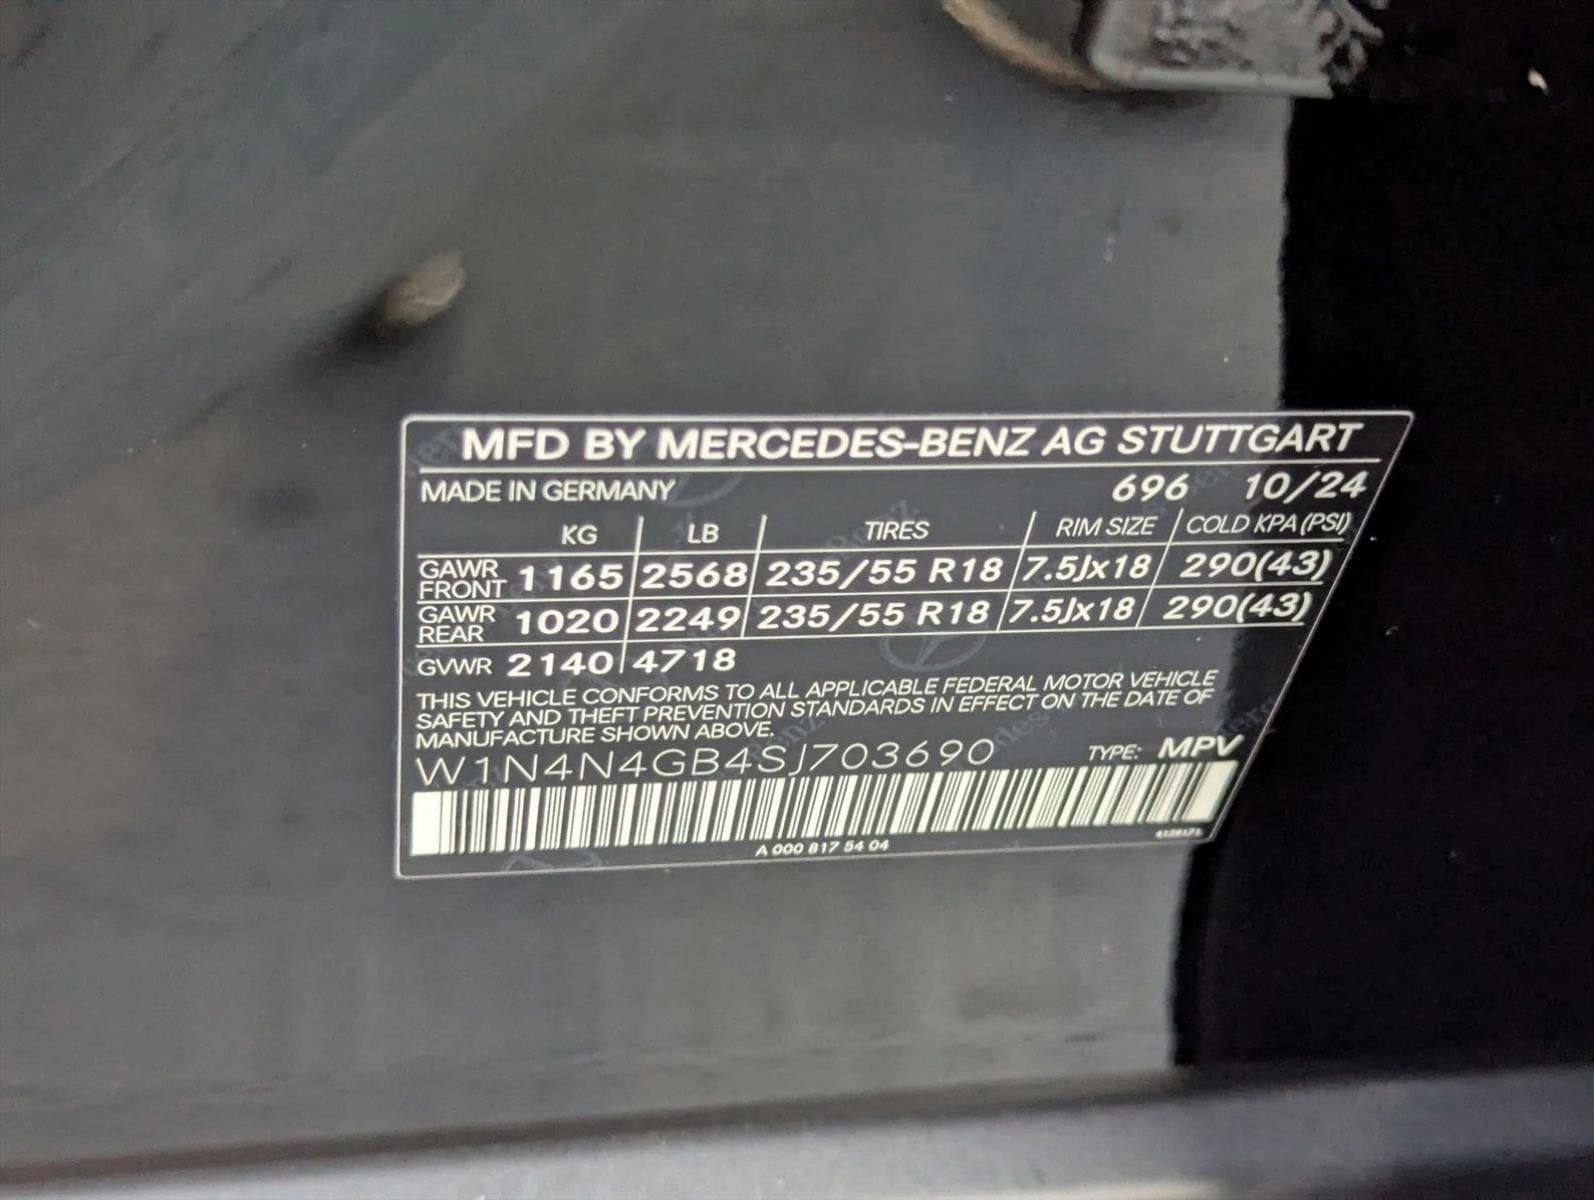 MFD BY MERCEDES-BENZ AG STUTTGART
MADE IN GERMANY 696 10/24
KG LB TIRES RIM SIZE COLD KPA (PSI)
GAWR FRONT 1165 2568 235/55 R18 7.5Jx18 290(43)
GAWR REAR 1020 2249 235/55 R18 7.5Jx18 290(43)
GVWR 2140 4718
THIS VEHICLE CONFORMS TO ALL APPLICABLE FEDERAL MOTOR VEHICLE
SAFETY AND THEFT PREVENTION STANDARDS IN EFFECT ON THE DATE OF
MANUFACTURE SHOWN ABOVE.
W1N4N4GB4SJ703690 TYPE: MPV
A 000 817 54 04